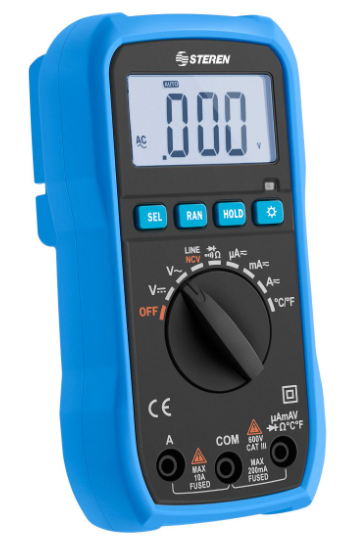 STEREN
AUTO
AC
.000 V
SEL RAN HOLD
LINE
NCV
Ω
µA
mA
A
°C/°F
V~
V⎓
OFF
CE
A
COM
µAmAV
Ω°C°F
600V
CAT III
MAX
10A
FUSED
MAX
200mA
FUSED